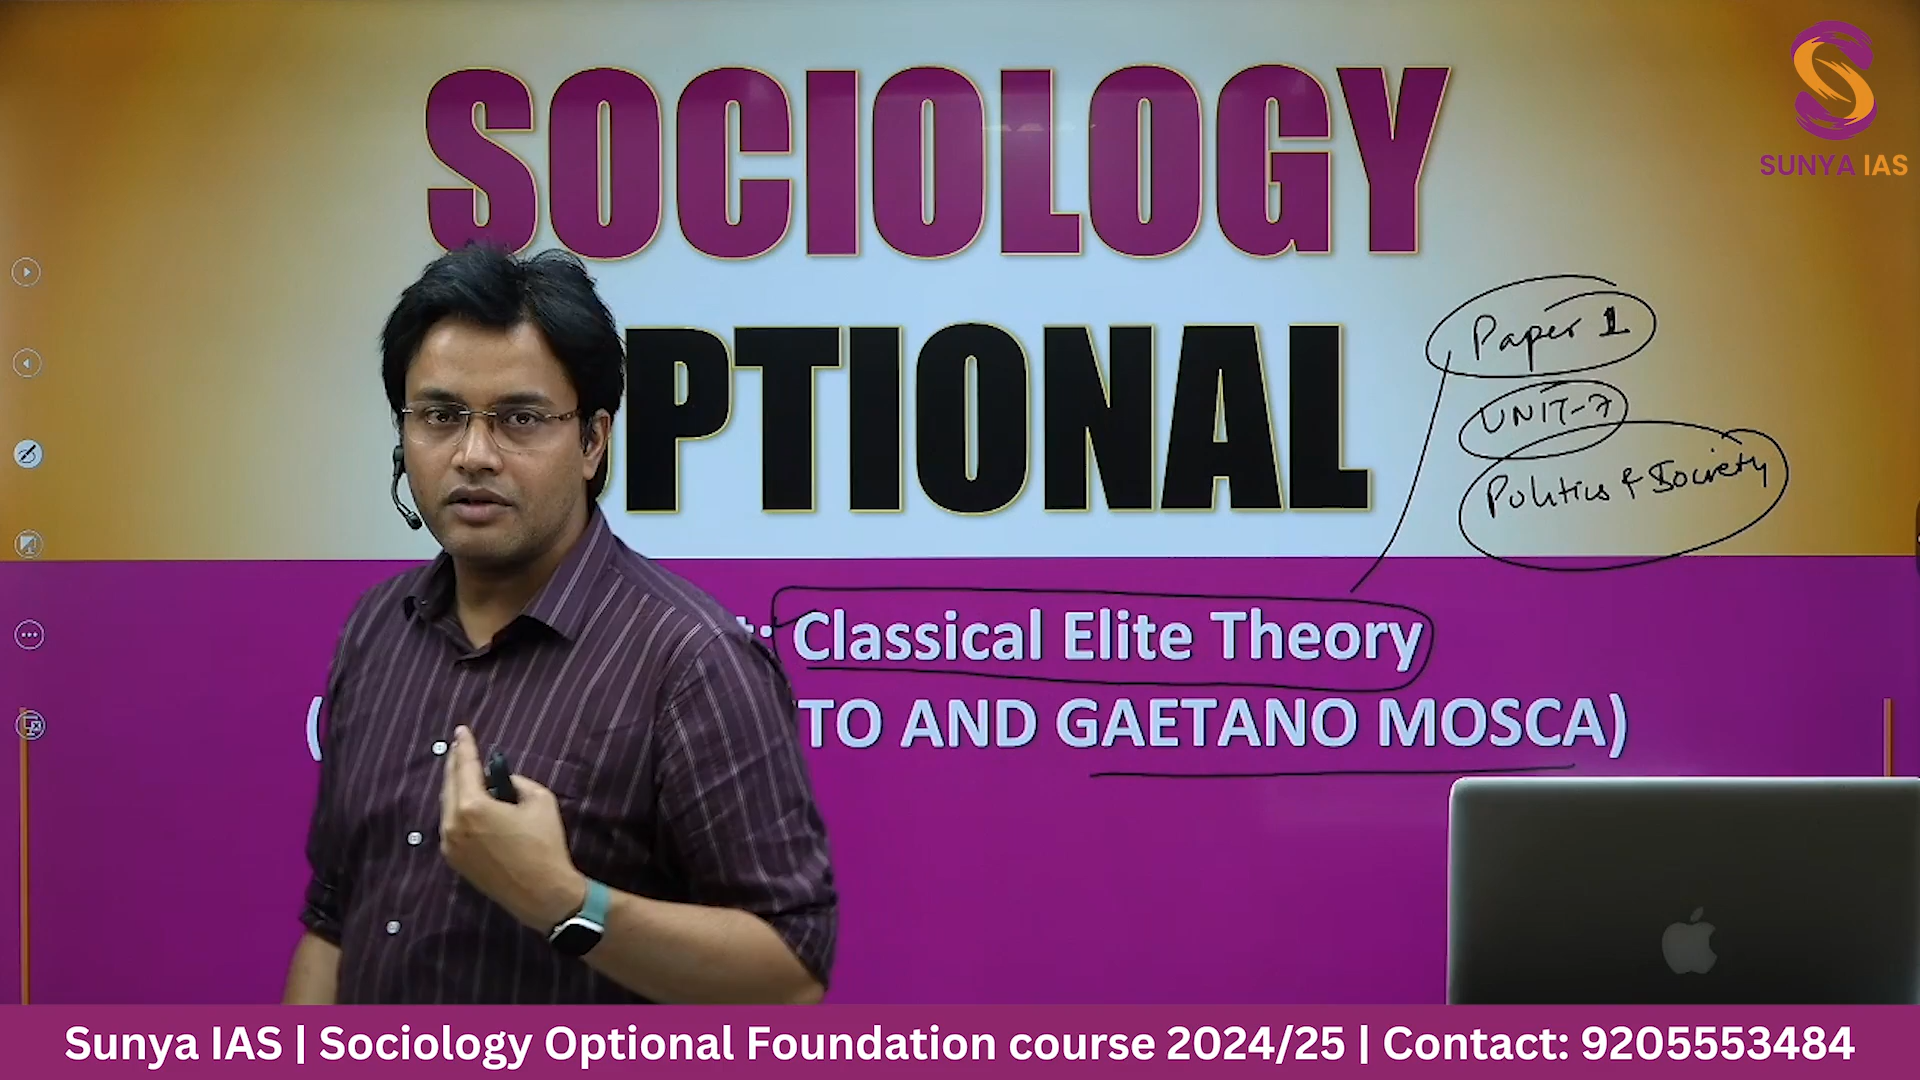 SOCIOLOGY
SUNYA IAS
OPTIONAL
Paper 1
UNIT-7
Politics & Society
t: Classical Elite Theory
( TO AND GAETANO MOSCA)
Sunya IAS | Sociology Optional Foundation course 2024/25 | Contact: 9205553484